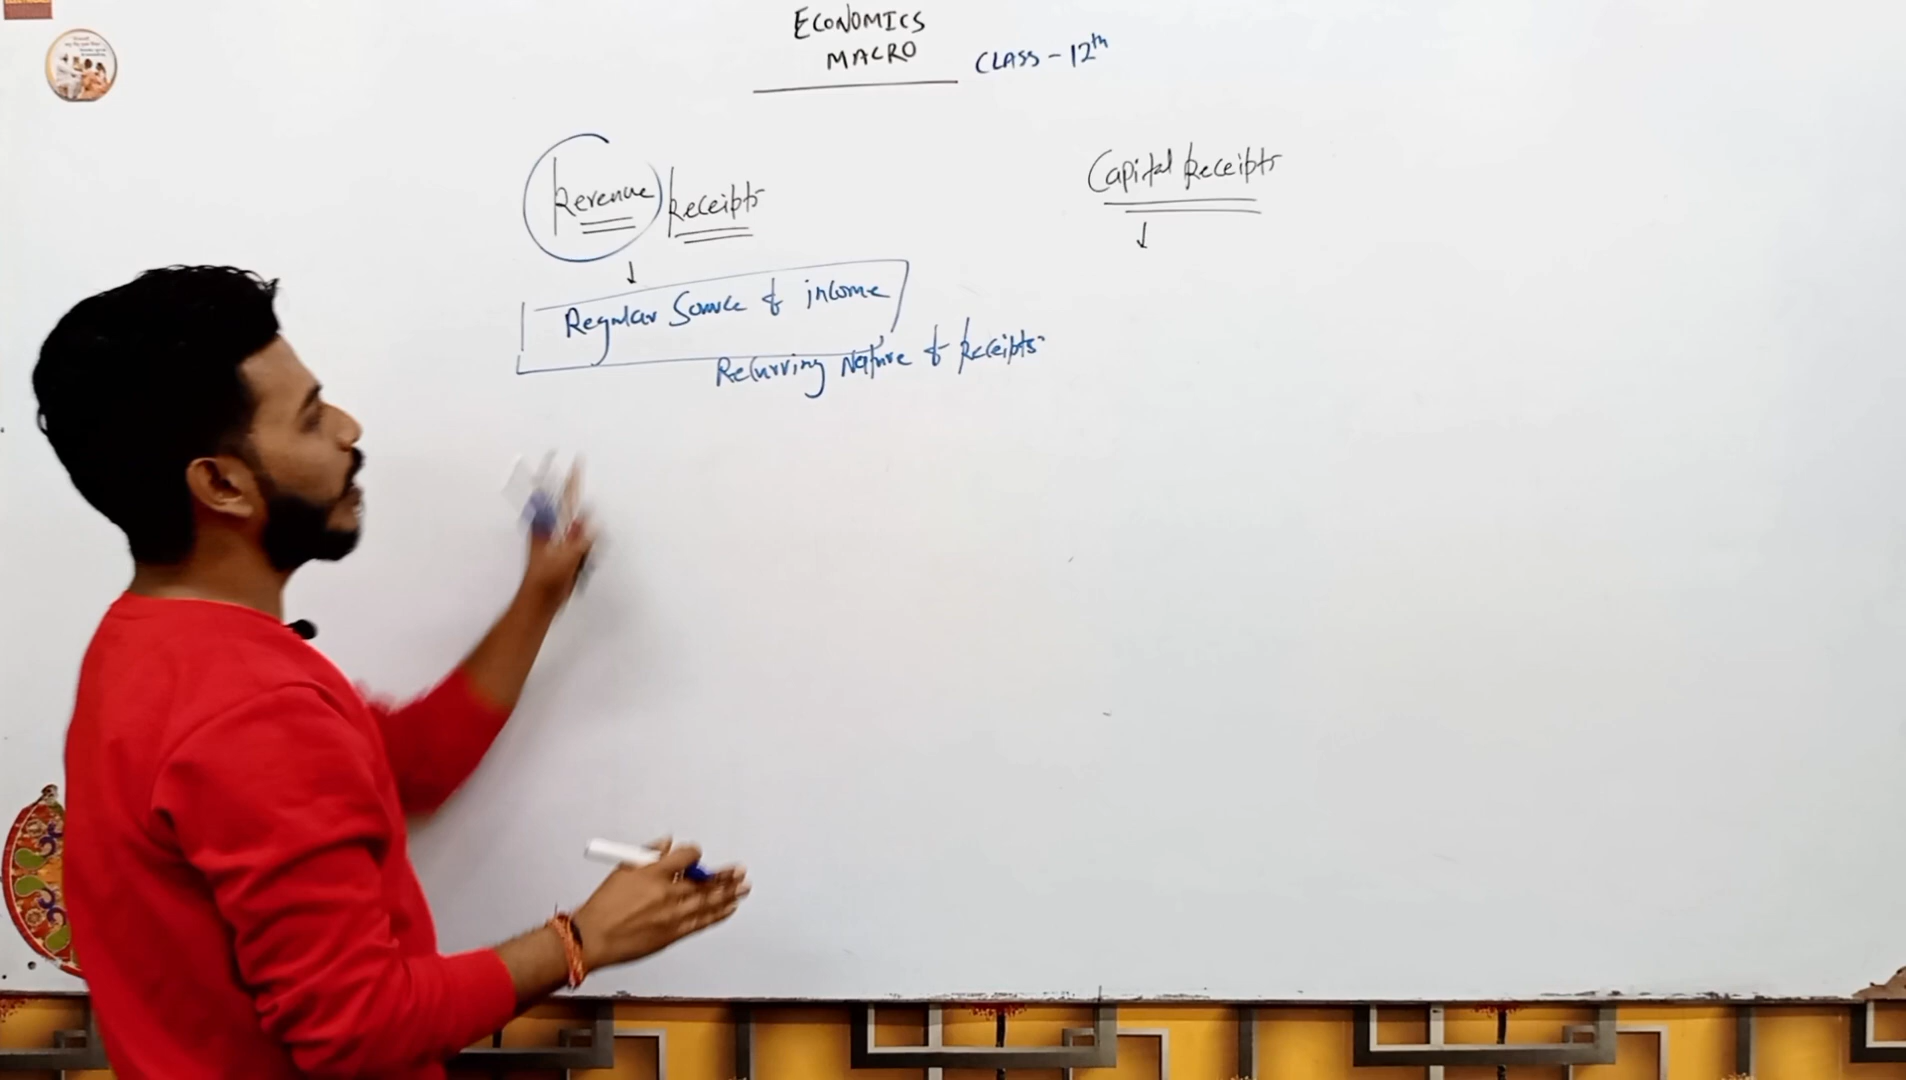 ECONOMICS
MACRO
CLASS - 12th
Revenue Receipts
Capital Receipts
Regular Source of income
Recurring Nature of Receipts